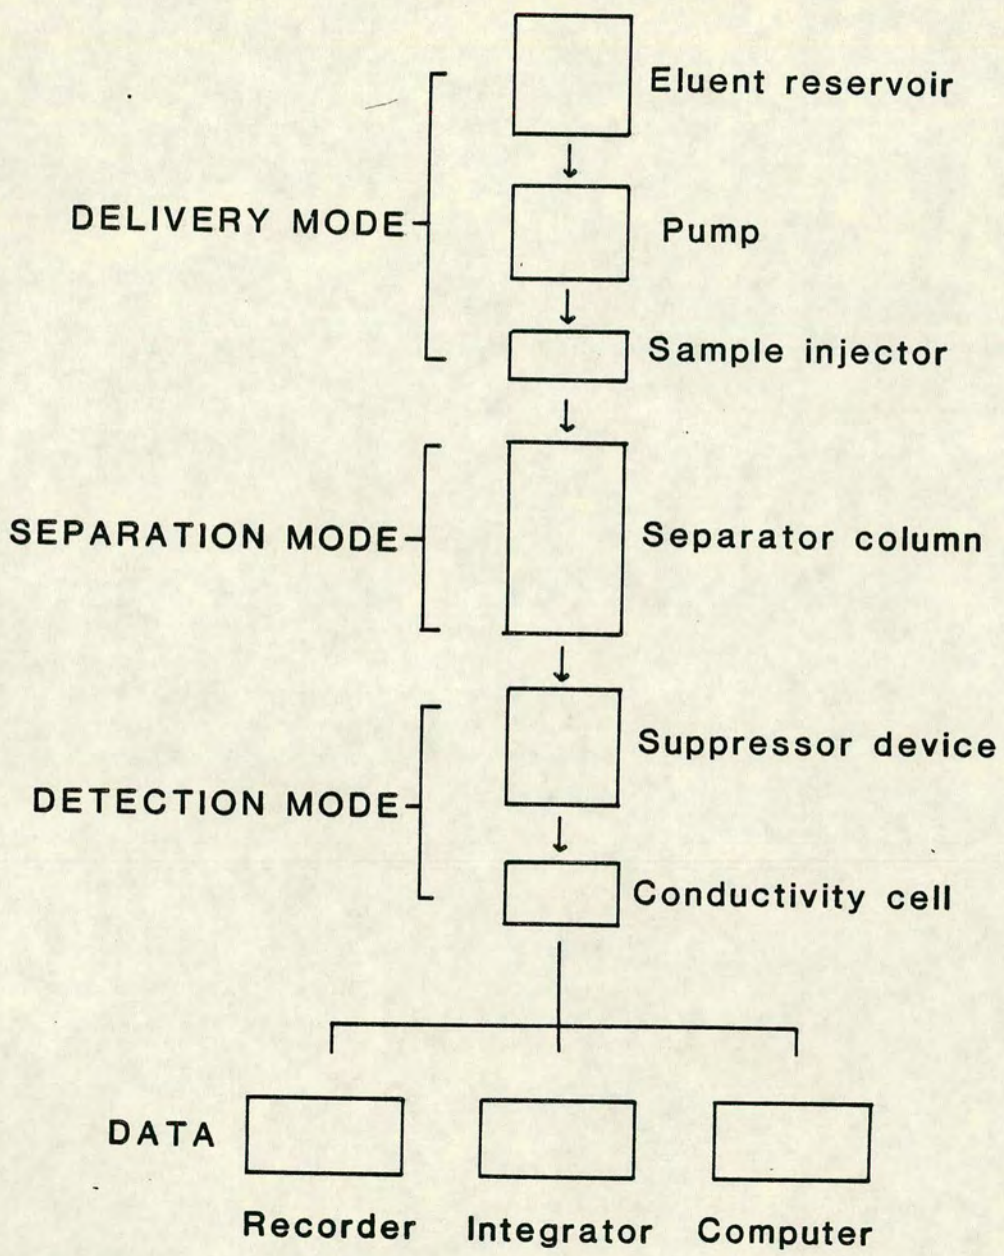 Eluent reservoir
DELIVERY MODE
Pump
Sample injector
SEPARATION MODE
Separator column
Suppressor device
DETECTION MODE
Conductivity cell
DATA
Recorder Integrator Computer